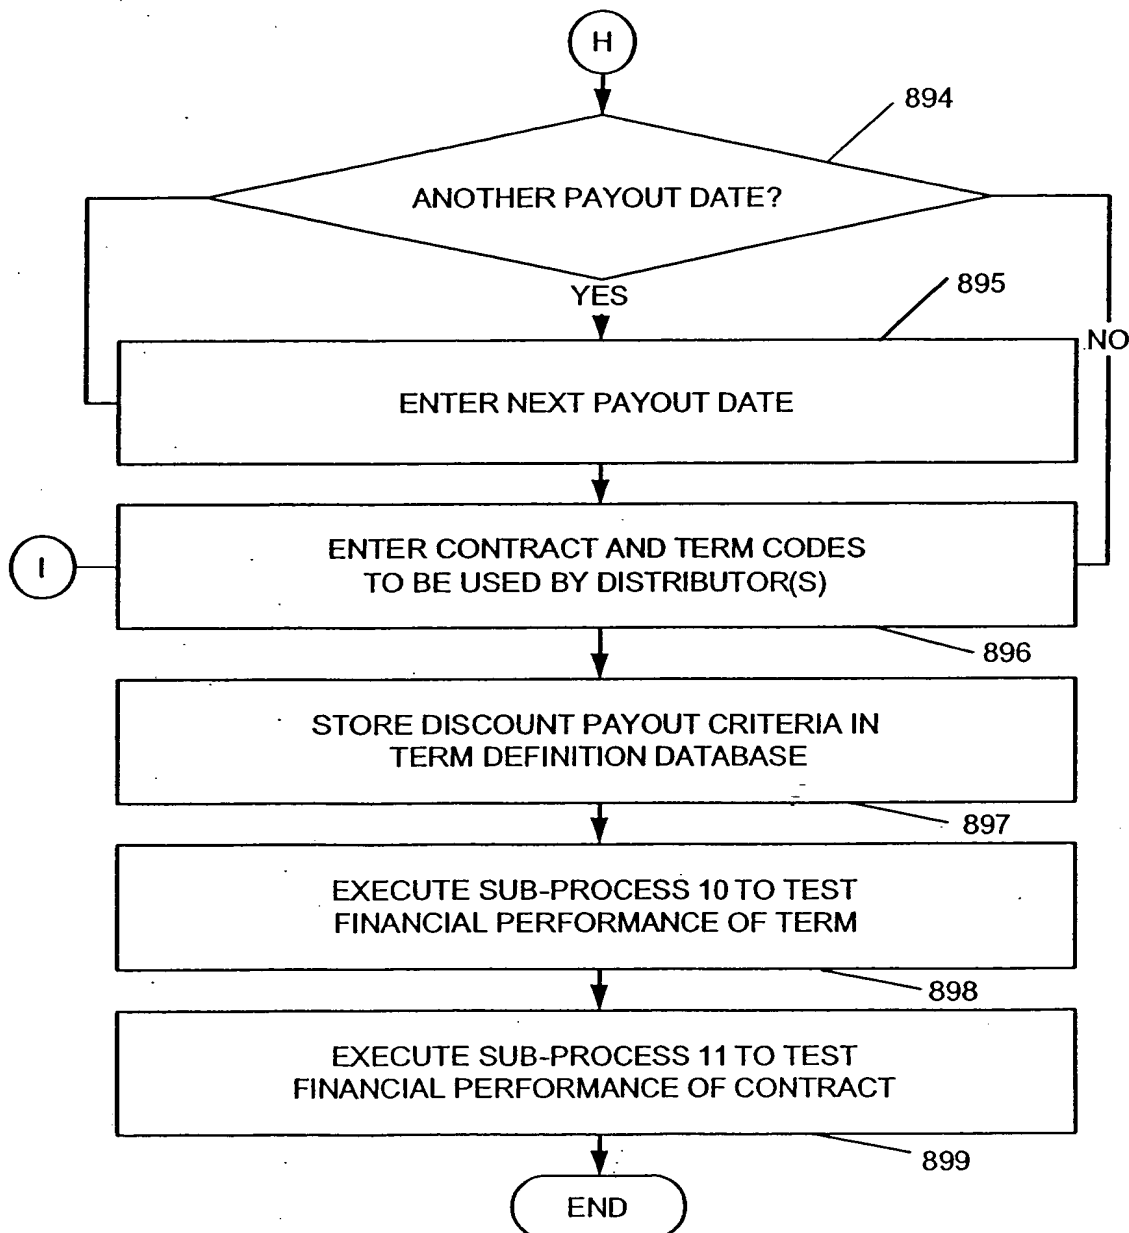 H
894
ANOTHER PAYOUT DATE?
YES
895
NO
ENTER NEXT PAYOUT DATE
ENTER CONTRACT AND TERM CODES
TO BE USED BY DISTRIBUTOR(S)
I
896
STORE DISCOUNT PAYOUT CRITERIA IN
TERM DEFINITION DATABASE
897
EXECUTE SUB-PROCESS 10 TO TEST
FINANCIAL PERFORMANCE OF TERM
898
EXECUTE SUB-PROCESS 11 TO TEST
FINANCIAL PERFORMANCE OF CONTRACT
899
END